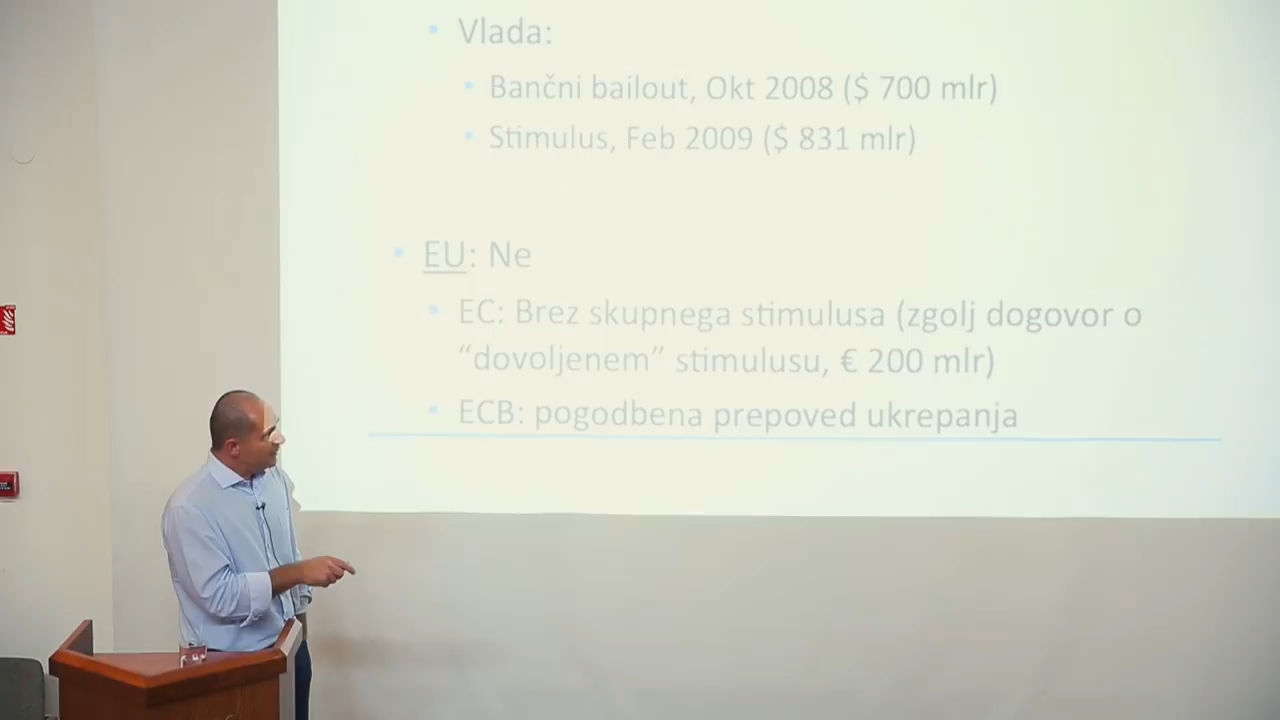 Vlada:
Bančni bailout, Okt 2008 ($ 700 mlr)
Stimulus, Feb 2009 ($ 831 mlr)
EU: Ne
EC: Brez skupnega stimulusa (zgolj dogovor o
“dovoljenem” stimulusu, € 200 mlr)
ECB: pogodbena prepoved ukrepanja